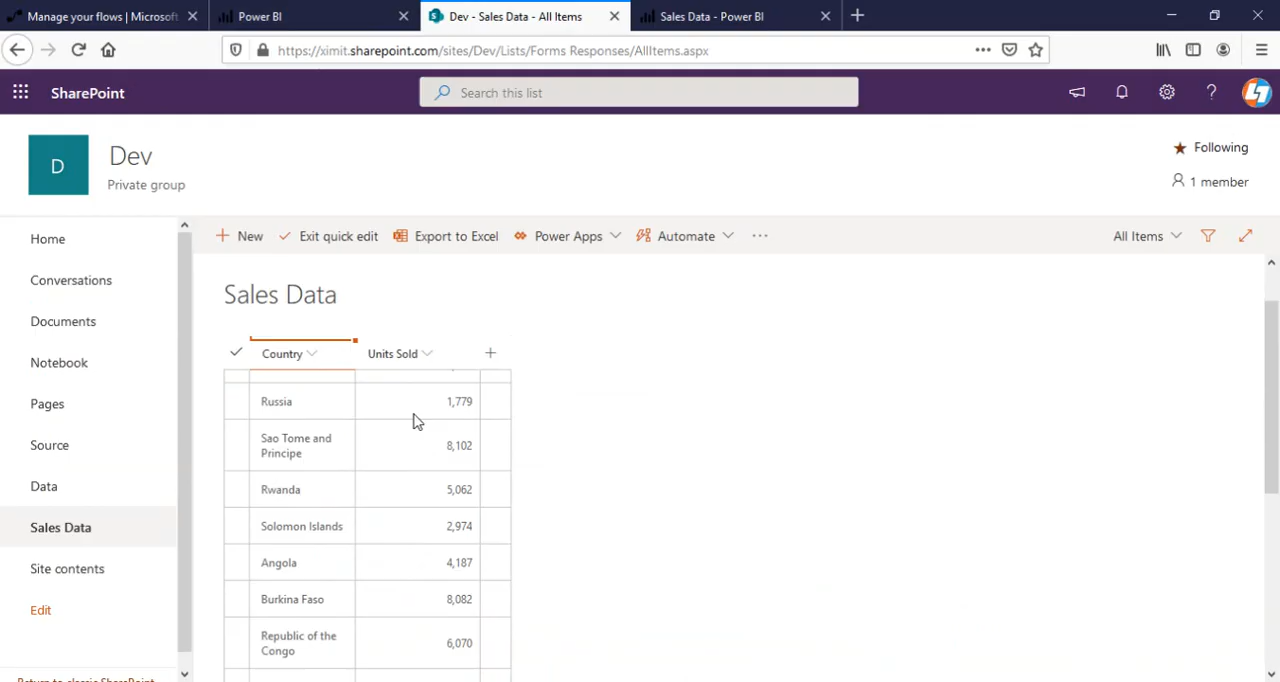 Manage your flows | Microsoft
Power BI
Dev - Sales Data - All Items
Sales Data - Power BI
https://ximit.sharepoint.com/sites/Dev/Lists/Forms Responses/AllItems.aspx
SharePoint
Search this list
D
Dev
Private group
Following
1 member
Home
Conversations
Documents
Notebook
Pages
Source
Data
Sales Data
Site contents
Edit
Return to classic SharePoint
New
Exit quick edit
Export to Excel
Power Apps
Automate
All Items
Sales Data
Country
Units Sold
Russia
1,779
Sao Tome and
Principe
8,102
Rwanda
5,062
Solomon Islands
2,974
Angola
4,187
Burkina Faso
8,082
Republic of the
Congo
6,070